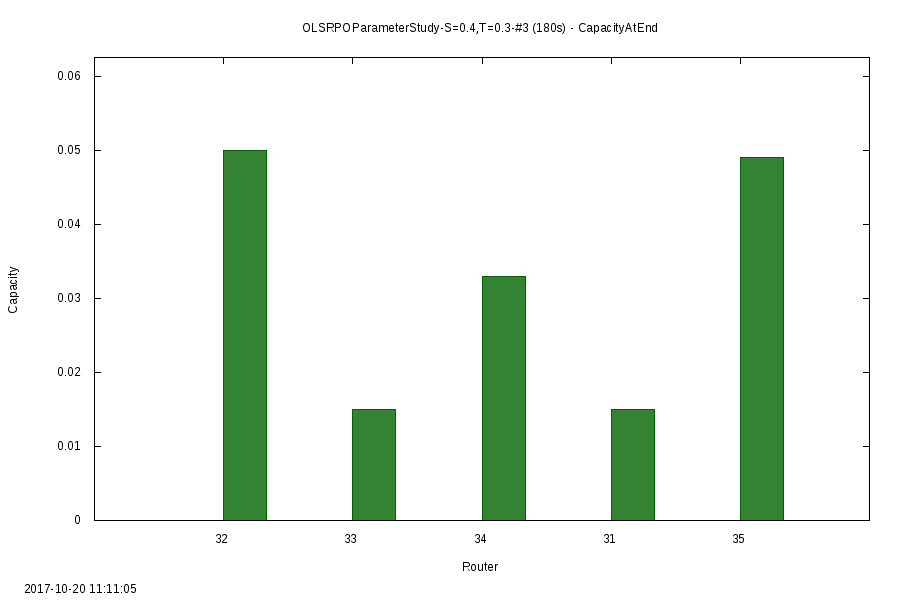 OLSRPOParameterStudy-S=0.4,T=0.3-#3 (180s) - CapacityAtEnd
0.06
0.05
0.04
0.03
0.02
0.01
0
Capacity
32 33 34 31 35
Router
2017-10-20 11:11:05